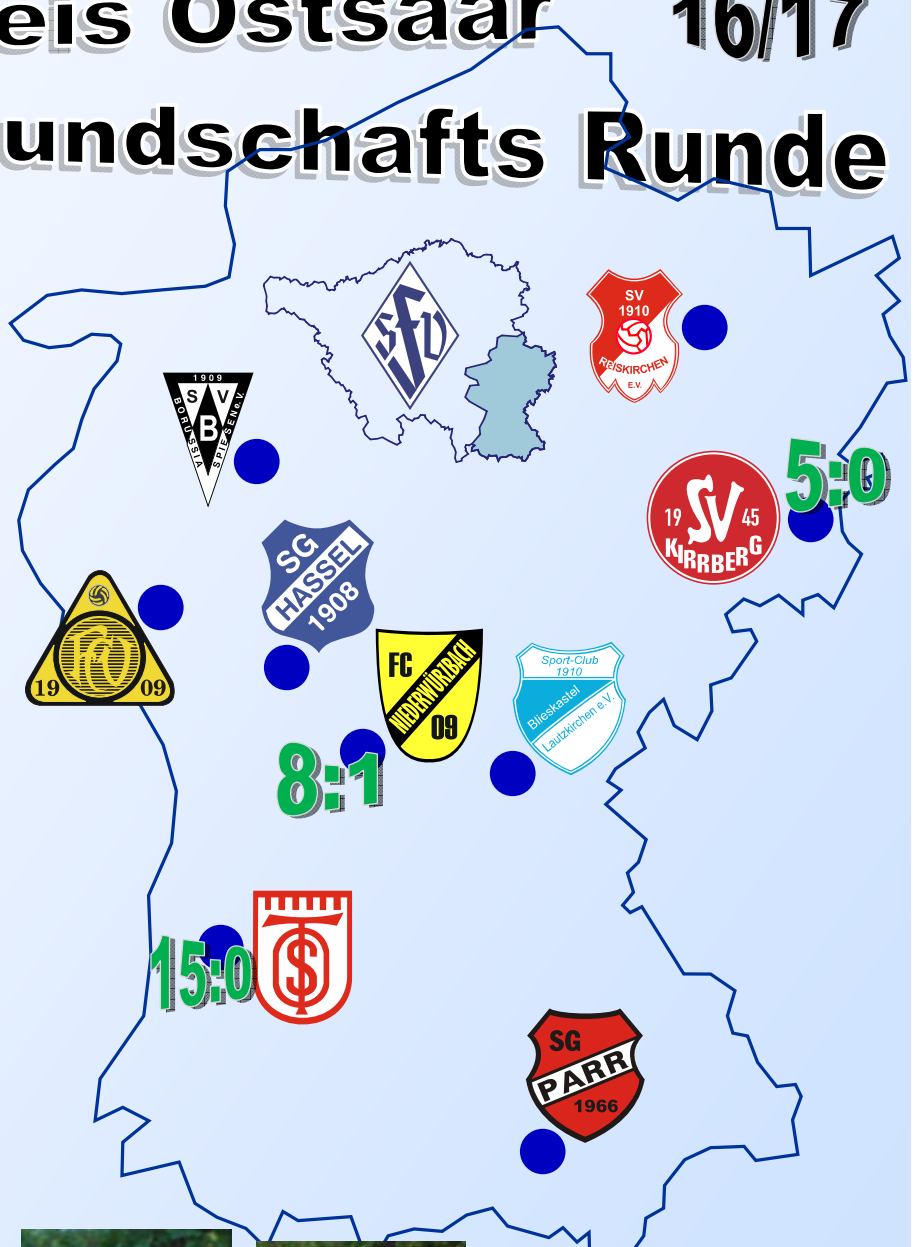 eis Ostsaar 16/17
undschafts Runde
SFV
SV
1910
REISKIRCHEN
E.V.
1909
S V
B
BORUSSIA
SPIESEN e.V.
5:0
19 SV 45
KIRRBERG
SG
HASSEL
1908
FV
19 09
FC
NIEDERWÜRZBACH
09
Sport-Club
1910
Blieskastel
Lautzkirchen e.V.
8:1
15:0
SG
PARR
1966